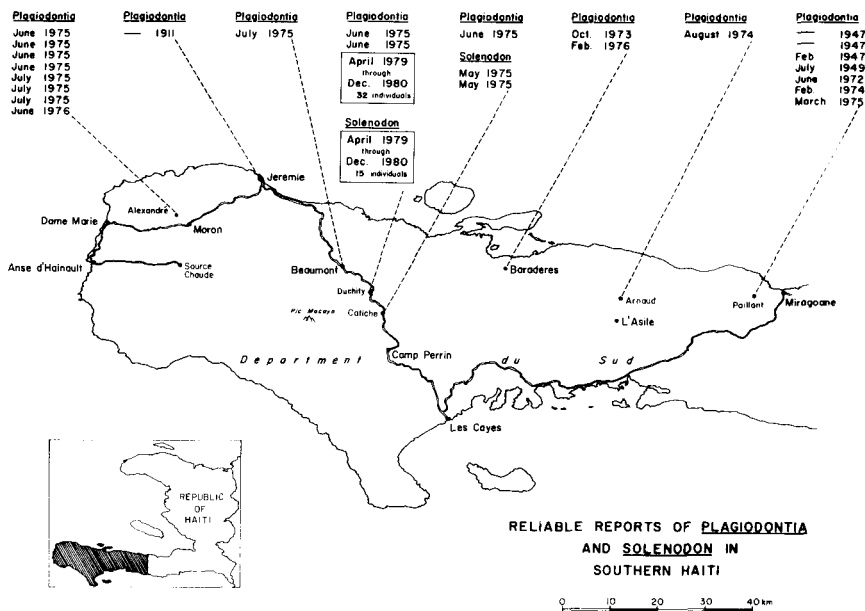 Plagiodontia
June 1975
June 1975
June 1975
June 1975
June 1975
July 1975
July 1975
July 1975
June 1976
Plagiodontia
— 1911
Plagiodontia
July 1975
Plagiodontia
June 1975
June 1975
April 1979
through
Dec. 1980
32 individuals
Solenodon
April 1979
through
Dec. 1980
15 individuals
Plagiodontia
June 1975
Solenodon
May 1975
May 1975
Plagiodontia
Oct. 1973
Feb. 1976
Plagiodontia
August 1974
Plagiodontia
— 1947
— 1947
Feb 1947
July 1949
June 1972
Feb. 1974
March 1975
Jeremie
Alexandre
Dame Marie
Moron
Anse d'Hainault
Source
Chaude
Beaumont
Duchity
Catiche
Pic Macaya
Baraderes
Arnaud
L'Asile
Paillant
Miragoane
Camp Perrin
Department du Sud
Les Cayes
REPUBLIC
OF
HAITI
RELIABLE REPORTS OF PLAGIODONTIA
AND SOLENODON IN
SOUTHERN HAITI
0 10 20 30 40 km